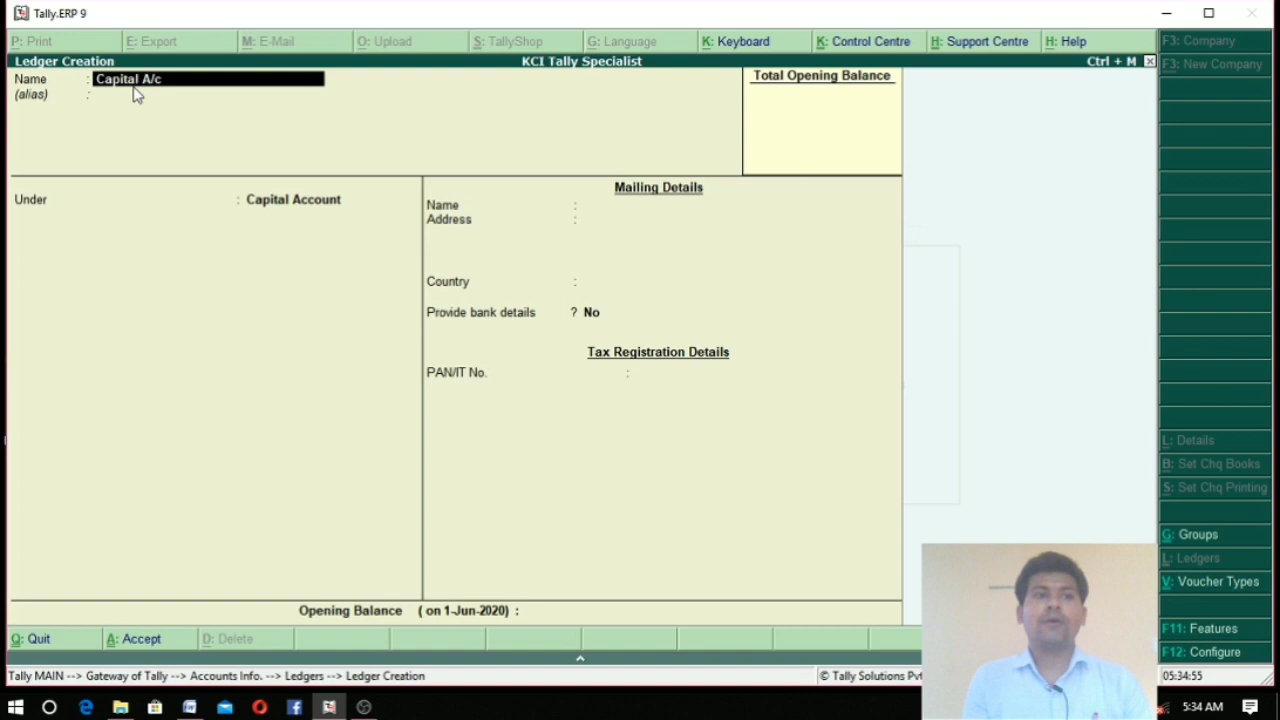 Tally.ERP 9
P: Print E: Export M: E-Mail O: Upload S: TallyShop G: Language K: Keyboard K: Control Centre H: Support Centre H: Help F3: Company
Ledger Creation KCI Tally Specialist Ctrl + M
F3: New Company
Name : Capital A/c
Total Opening Balance
(alias) :
Under : Capital Account
Mailing Details
Name :
Address :
Country :
Provide bank details ? No
Tax Registration Details
PAN/IT No. :
L: Details
B: Set Chq Books
S: Set Chq Printing
G: Groups
L: Ledgers
V: Voucher Types
Opening Balance ( on 1-Jun-2020) :
F11: Features
Q: Quit A: Accept D: Delete
F12: Configure
Tally MAIN --> Gateway of Tally --> Accounts Info. --> Ledgers --> Ledger Creation © Tally Solutions Pvt 05:34:55
5:34 AM